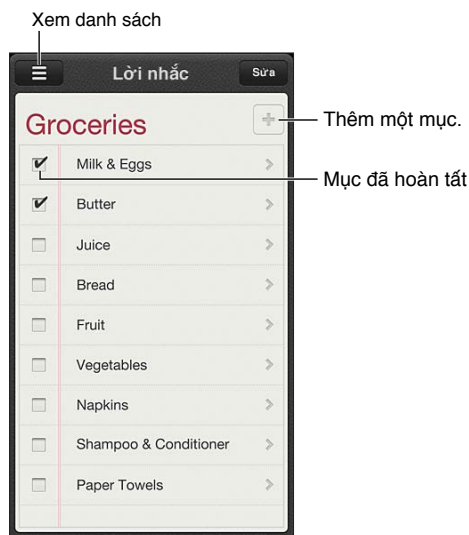 Xem danh sách
Lời nhắc
Sửa
Groceries
Thêm một mục.
Milk & Eggs
Mục đã hoàn tất
Butter
Juice
Bread
Fruit
Vegetables
Napkins
Shampoo & Conditioner
Paper Towels